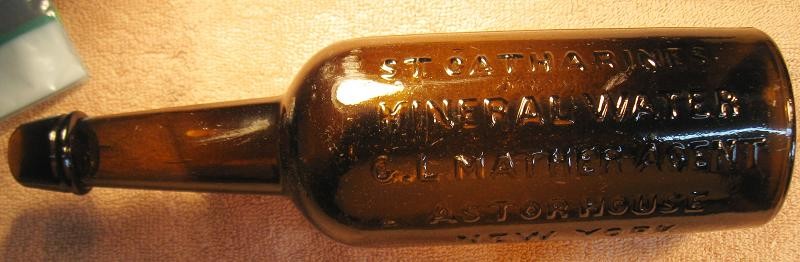 ST CATHARINES
MINERAL WATER
C. L MATHER AGENT
ASTOR HOUSE
NEW YORK